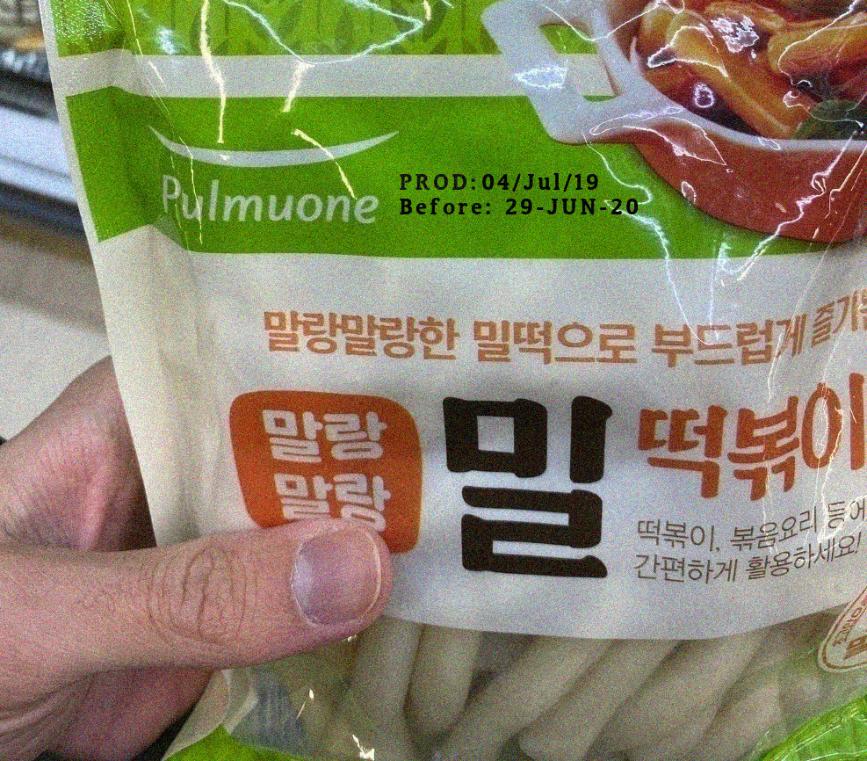 Pulmuone
PROD:04/Jul/19
Before: 29-JUN-20
말랑말랑한 밀떡으로 부드럽게
말랑
말랑
밀
떡볶이
떡볶이, 볶음요리 등에
간편하게 활용하세요!